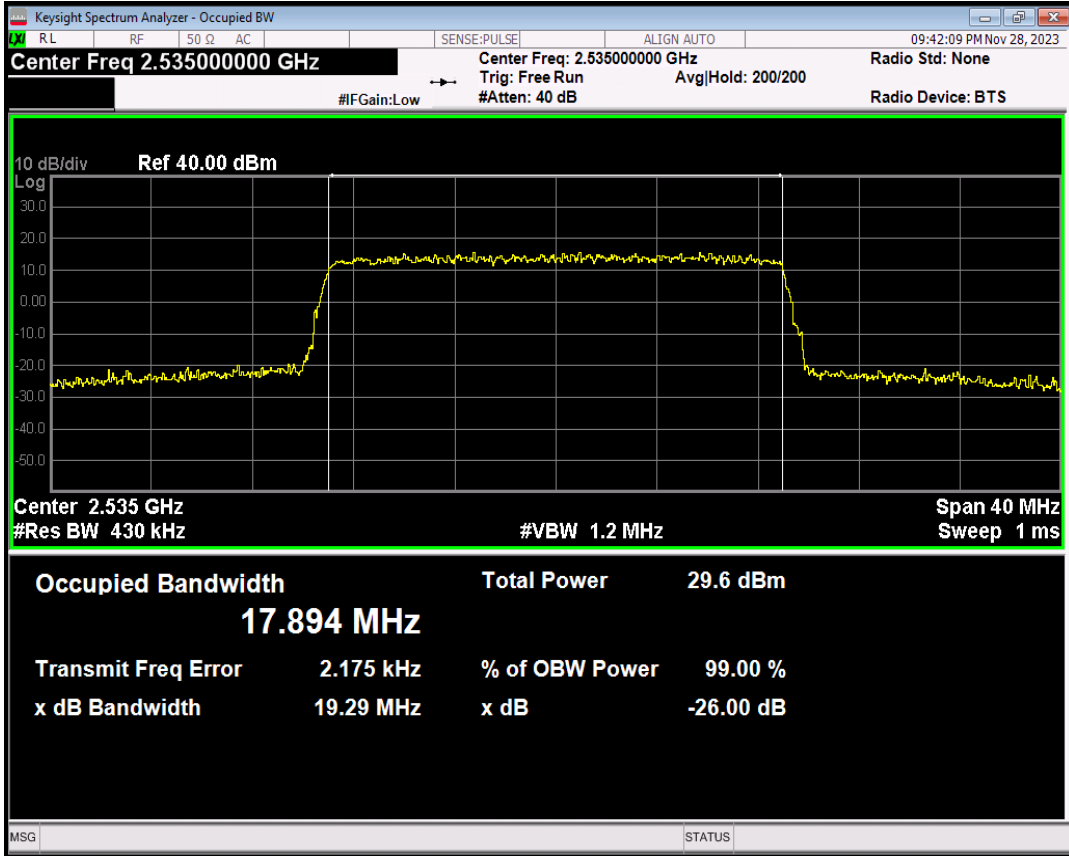 Keysight Spectrum Analyzer - Occupied BW
LXI RL RF 50 Ω AC SENSE:PULSE ALIGN AUTO 09:42:09 PM Nov 28, 2023
Center Freq 2.535000000 GHz
Center Freq: 2.535000000 GHz
Radio Std: None
Trig: Free Run Avg|Hold: 200/200
#IFGain:Low #Atten: 40 dB Radio Device: BTS
10 dB/div Ref 40.00 dBm
Log
30.0
20.0
10.0
0.00
-10.0
-20.0
-30.0
-40.0
-50.0
Center 2.535 GHz Span 40 MHz
#Res BW 430 kHz #VBW 1.2 MHz Sweep 1 ms
Occupied Bandwidth Total Power 29.6 dBm
17.894 MHz
Transmit Freq Error 2.175 kHz % of OBW Power 99.00 %
x dB Bandwidth 19.29 MHz x dB -26.00 dB
MSG STATUS